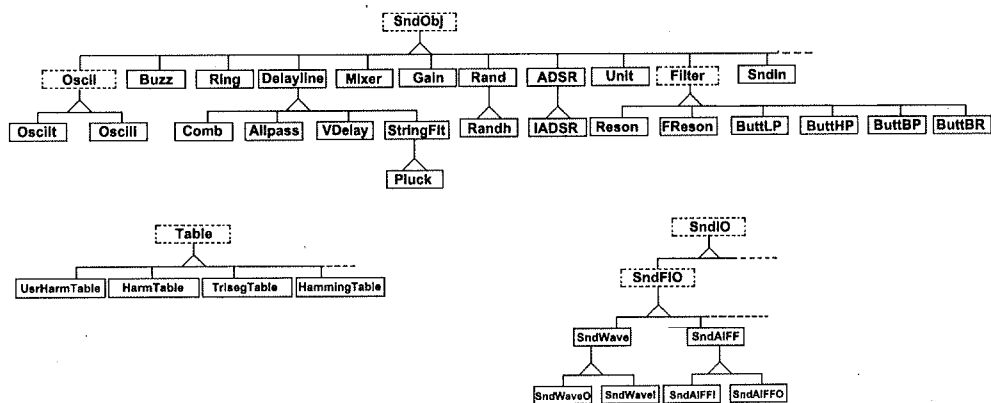 SndObj
Oscil Buzz Ring Delayline Mixer Gain Rand ADSR Unit Filter SndIn
Oscilt Oscili Comb Allpass VDelay StringFlt Randh IADSR Reson FReson ButtLP ButtHP ButtBP ButtBR
Pluck
Table SndIO
UsrHarmTable HarmTable TrisegTable HammingTable SndFIO
SndWave SndAIFF
SndWaveO SndWaveI SndAIFFI SndAIFFO